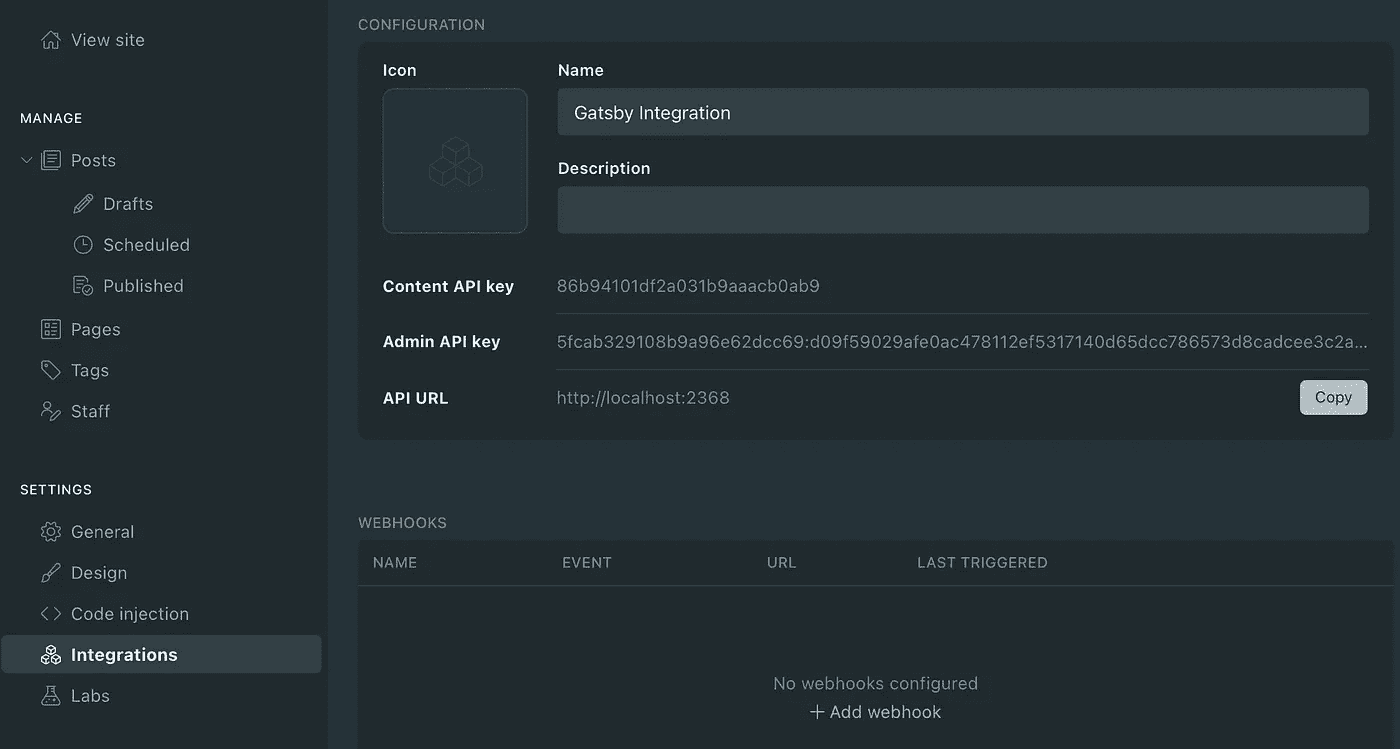 View site
MANAGE
Posts
Drafts
Scheduled
Published
Pages
Tags
Staff
SETTINGS
General
Design
Code injection
Integrations
Labs
CONFIGURATION
Icon
Name
Gatsby Integration
Description
Content API key 86b94101df2a031b9aaacb0ab9
Admin API key 5fcab329108b9a96e62dcc69:d09f59029afe0ac478112ef5317140d65dcc786573d8cadcee3c2a...
API URL http://localhost:2368 Copy
WEBHOOKS
NAME EVENT URL LAST TRIGGERED
No webhooks configured
+ Add webhook